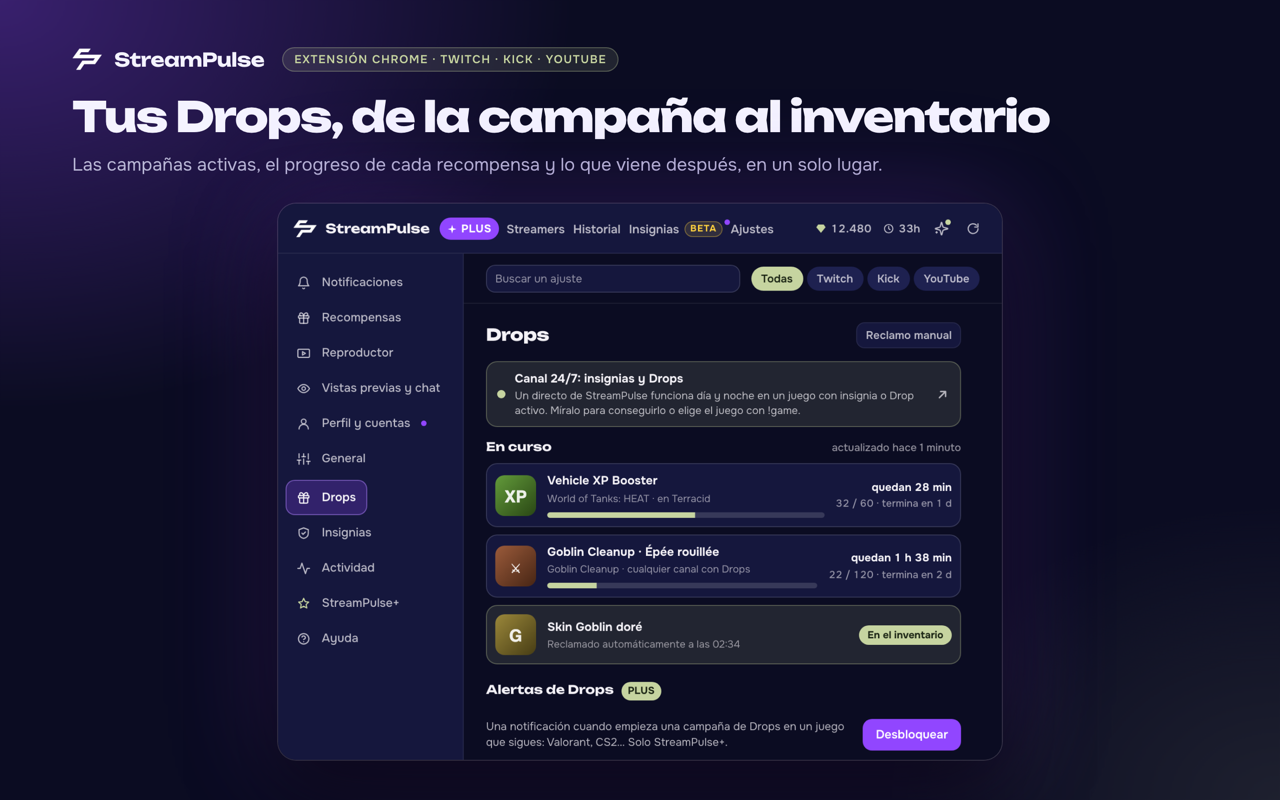 StreamPulse
EXTENSIÓN CHROME · TWITCH · KICK · YOUTUBE
Tus Drops, de la campaña al inventario
Las campañas activas, el progreso de cada recompensa y lo que viene después, en un solo lugar.
StreamPulse
+ PLUS
Streamers
Historial
Insignias BETA
Ajustes
12.480
33h
Notificaciones
Recompensas
Reproductor
Vistas previas y chat
Perfil y cuentas
General
Drops
Insignias
Actividad
StreamPulse+
Ayuda
Buscar un ajuste
Todas
Twitch
Kick
YouTube
Drops
Reclamo manual
Canal 24/7: insignias y Drops
Un directo de StreamPulse funciona día y noche en un juego con insignia o Drop
activo. Míralo para conseguirlo o elige el juego con !game.
En curso
actualizado hace 1 minuto
XP
Vehicle XP Booster
World of Tanks: HEAT · en Terracid
quedan 28 min
32 / 60 · termina en 1 d
Goblin Cleanup · Épée rouillée
Goblin Cleanup · cualquier canal con Drops
quedan 1 h 38 min
22 / 120 · termina en 2 d
G
Skin Goblin doré
Reclamado automáticamente a las 02:34
En el inventario
Alertas de Drops PLUS
Una notificación cuando empieza una campaña de Drops en un juego
que sigues: Valorant, CS2... Solo StreamPulse+.
Desbloquear